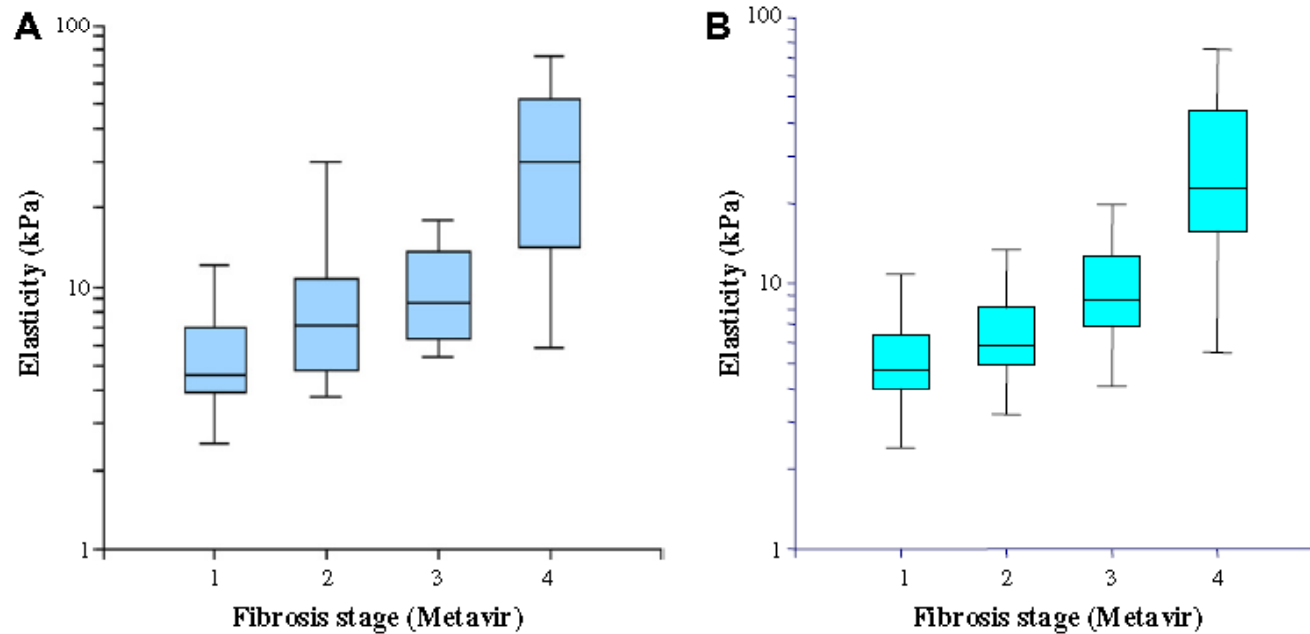 A
100
10
1
Elasticity (kPa)
1 2 3 4
Fibrosis stage (Metavir)
B
100
10
1
Elasticity (kPa)
1 2 3 4
Fibrosis stage (Metavir)